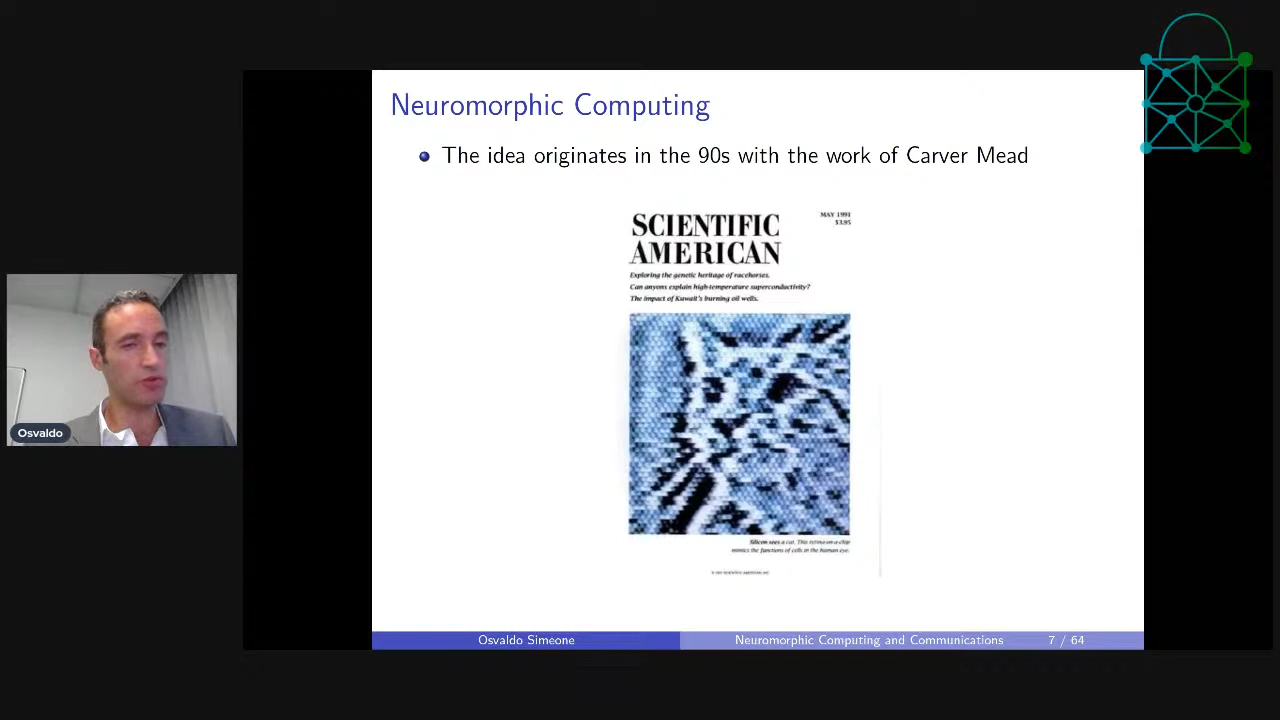 Neuromorphic Computing
The idea originates in the 90s with the work of Carver Mead
SCIENTIFIC
AMERICAN
MAY 1991
$3.95
Exploring the genetic heritage of racehorses.
Can anyone explain high-temperature superconductivity?
The impact of Kuwait's burning oil wells.
Silicon sees a cat. This retina-on-a-chip
mimics the functions of cells in the human eye.
Osvaldo
Osvaldo Simeone
Neuromorphic Computing and Communications
7 / 64